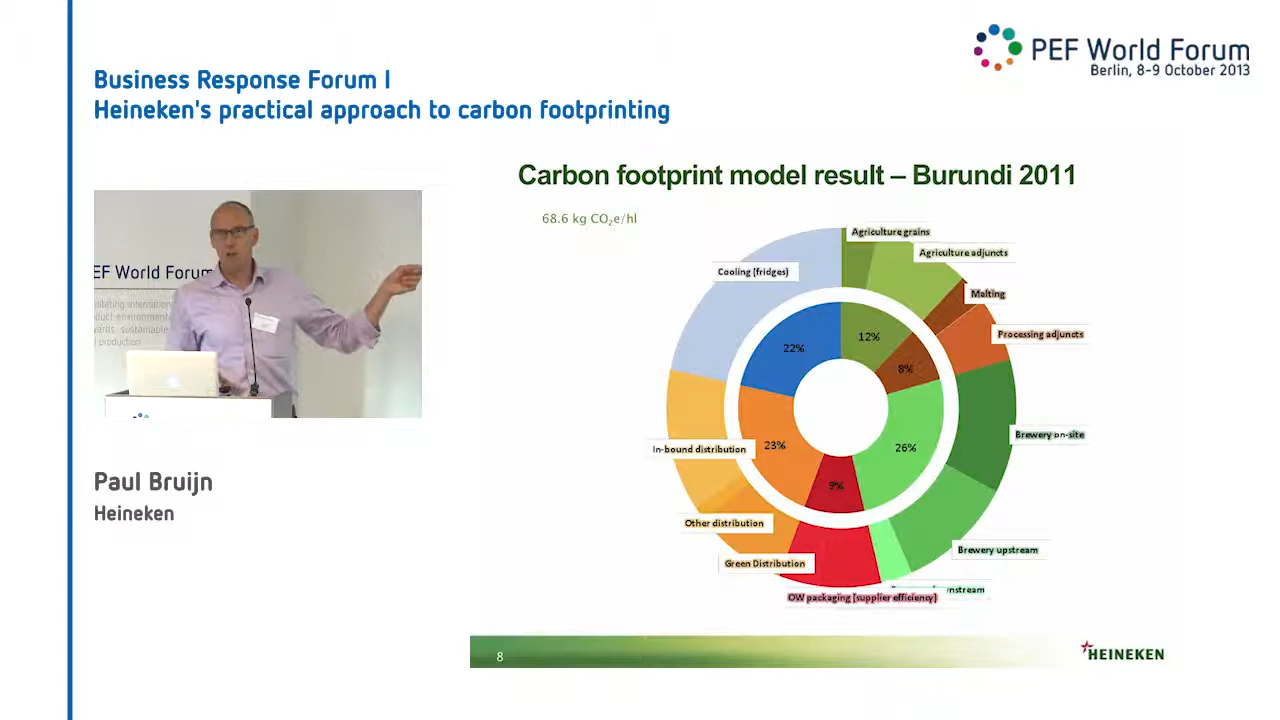 PEF World Forum
Berlin, 8-9 October 2013
Business Response Forum I
Heineken's practical approach to carbon footprinting
Carbon footprint model result – Burundi 2011
68.6 kg CO₂e/hl
Agriculture grains
Agriculture adjuncts
Cooling (fridges)
Malting
Processing adjuncts
12%
22%
8%
Brewery on-site
In-bound distribution
23%
26%
9%
Other distribution
Brewery upstream
Green Distribution
OW packaging (supplier efficiency)
EF World Forum
Paul Bruijn
Heineken
8
HEINEKEN